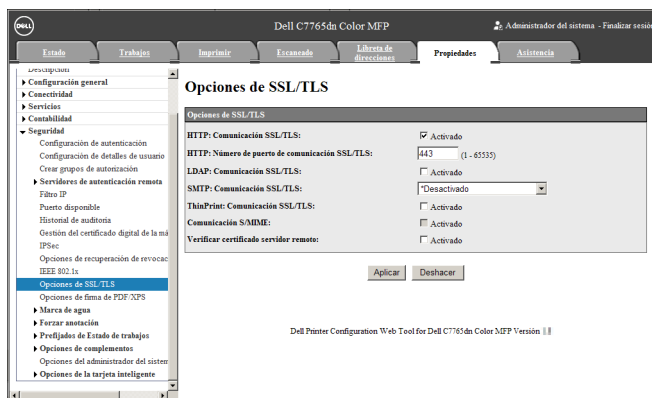 DELL
Dell C7765dn Color MFP
Administrador del sistema - Finalizar sesión
Estado
Trabajos
Imprimir
Escaneado
Libreta de
direcciones
Propiedades
Asistencia
Descripción
Configuración general
Conectividad
Servicios
Contabilidad
Seguridad
Configuración de autenticación
Configuración de detalles de usuario
Crear grupos de autorización
Servidores de autenticación remota
Filtro IP
Puerto disponible
Historial de auditoría
Gestión del certificado digital de la má
IPSec
Opciones de recuperación de revocac
IEEE 802.1x
Opciones de SSL/TLS
Opciones de firma de PDF/XPS
Marca de agua
Forzar anotación
Prefijados de Estado de trabajos
Opciones de complementos
Opciones del administrador del sistem
Opciones de la tarjeta inteligente
Opciones de SSL/TLS
Opciones de SSL/TLS
HTTP: Comunicación SSL/TLS: Activado
HTTP: Número de puerto de comunicación SSL/TLS: 443 (1 - 65535)
LDAP: Comunicación SSL/TLS: Activado
SMTP: Comunicación SSL/TLS: *Desactivado
ThinPrint: Comunicación SSL/TLS: Activado
Comunicación S/MIME: Activado
Verificar certificado servidor remoto: Activado
Aplicar
Deshacer
Dell Printer Configuration Web Tool for Dell C7765dn Color MFP Versión